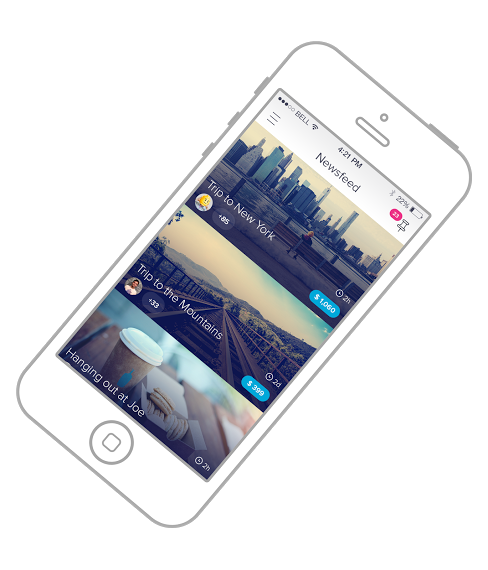 BELL
4:21 PM
22%
Newsfeed
23
Trip to New York
+85
2h
$ 1,060
Trip to the Mountains
+33
2d
$ 399
Hanging out at Joe
2h